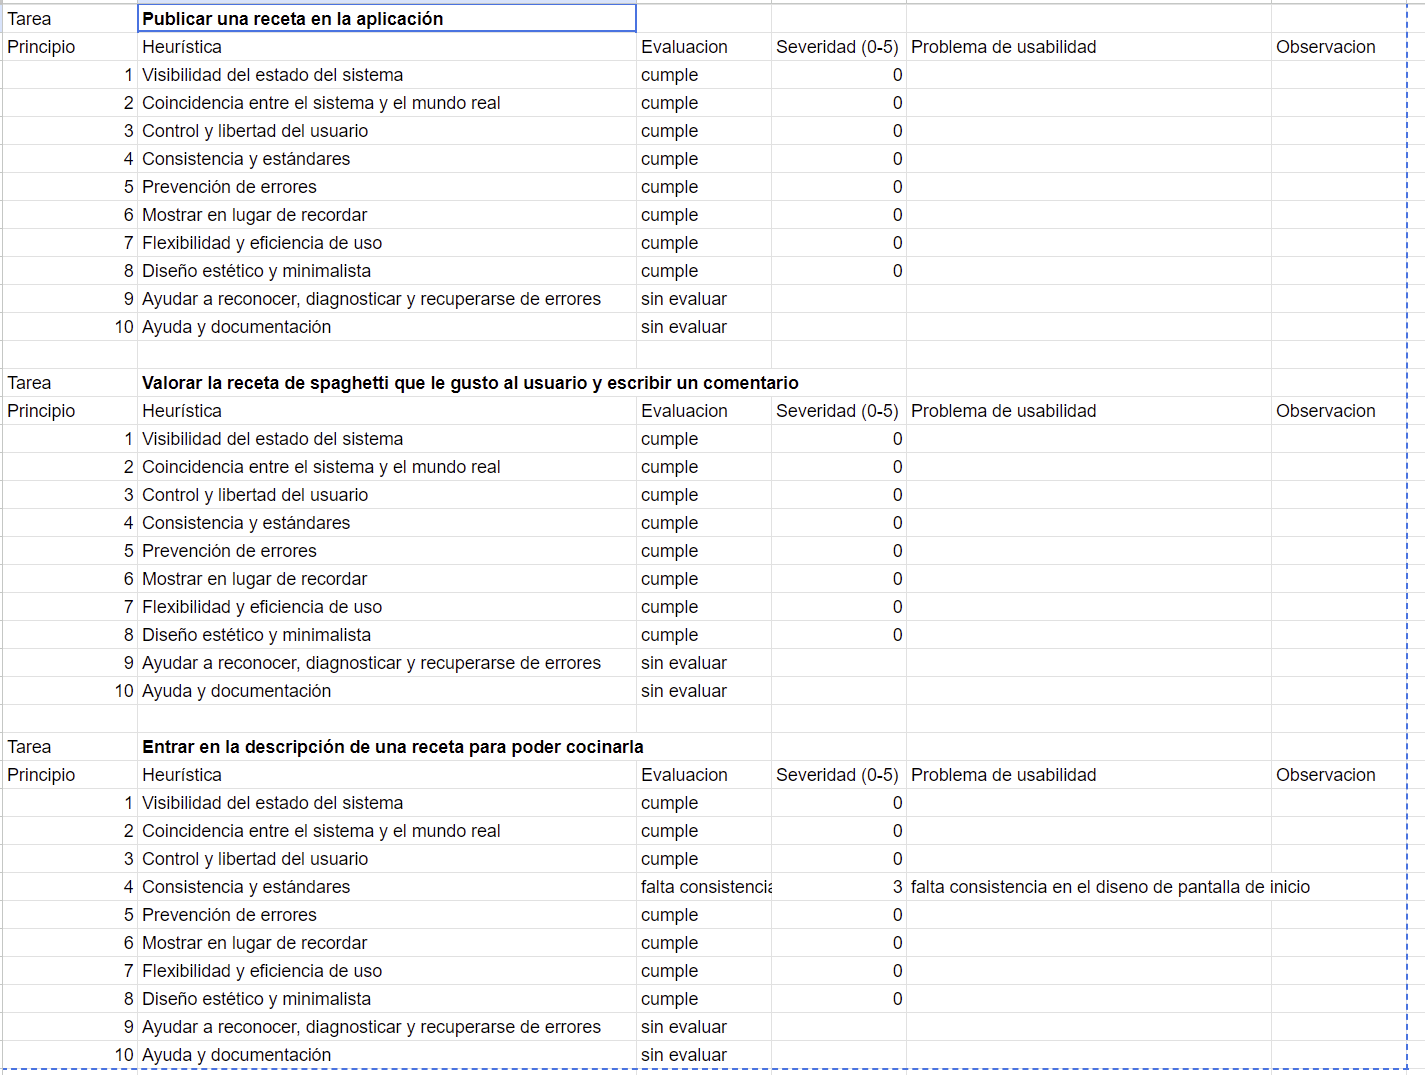 Tarea Publicar una receta en la aplicación
Principio Heurística Evaluacion Severidad (0-5) Problema de usabilidad Observacion
1 Visibilidad del estado del sistema cumple 0
2 Coincidencia entre el sistema y el mundo real cumple 0
3 Control y libertad del usuario cumple 0
4 Consistencia y estándares cumple 0
5 Prevención de errores cumple 0
6 Mostrar en lugar de recordar cumple 0
7 Flexibilidad y eficiencia de uso cumple 0
8 Diseño estético y minimalista cumple 0
9 Ayudar a reconocer, diagnosticar y recuperarse de errores sin evaluar
10 Ayuda y documentación sin evaluar
Tarea Valorar la receta de spaghetti que le gusto al usuario y escribir un comentario
Principio Heurística Evaluacion Severidad (0-5) Problema de usabilidad Observacion
1 Visibilidad del estado del sistema cumple 0
2 Coincidencia entre el sistema y el mundo real cumple 0
3 Control y libertad del usuario cumple 0
4 Consistencia y estándares cumple 0
5 Prevención de errores cumple 0
6 Mostrar en lugar de recordar cumple 0
7 Flexibilidad y eficiencia de uso cumple 0
8 Diseño estético y minimalista cumple 0
9 Ayudar a reconocer, diagnosticar y recuperarse de errores sin evaluar
10 Ayuda y documentación sin evaluar
Tarea Entrar en la descripción de una receta para poder cocinarla
Principio Heurística Evaluacion Severidad (0-5) Problema de usabilidad Observacion
1 Visibilidad del estado del sistema cumple 0
2 Coincidencia entre el sistema y el mundo real cumple 0
3 Control y libertad del usuario cumple 0
4 Consistencia y estándares falta consistencia 3 falta consistencia en el diseno de pantalla de inicio
5 Prevención de errores cumple 0
6 Mostrar en lugar de recordar cumple 0
7 Flexibilidad y eficiencia de uso cumple 0
8 Diseño estético y minimalista cumple 0
9 Ayudar a reconocer, diagnosticar y recuperarse de errores sin evaluar
10 Ayuda y documentación sin evaluar